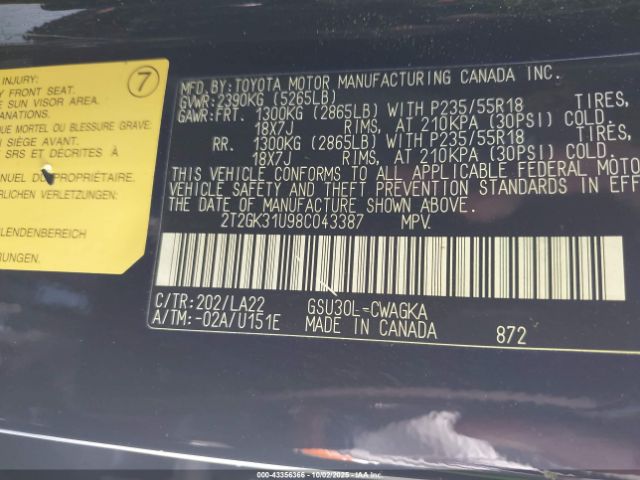 INJURY:
7
FRONT SEAT.
SUN VISOR AREA.
MANUAL.
QUE MORTEL OU BLESSURE GRAVE:
SIÈGE AVANT.
SRS ET DÉCRITES À
NUEL DU PROPRIÉTAIRE.
RLICHEN VERLETZUNGEN:
LENDENBEREICH
RUNGEN.
MFD. BY: TOYOTA MOTOR MANUFACTURING CANADA INC.
GVWR: 2390KG (5265LB)
GAWR: FRT. 1300KG (2865LB) WITH P235/55R18 TIRES,
18X7J RIMS, AT 210KPA (30PSI) COLD.
RR. 1300KG (2865LB) WITH P235/55R18 TIRES,
18X7J RIMS, AT 210KPA (30PSI) COLD.
THIS VEHICLE CONFORMS TO ALL APPLICABLE FEDERAL MOTOR
VEHICLE SAFETY AND THEFT PREVENTION STANDARDS IN EFF
THE DATE OF MANUFACTURE SHOWN ABOVE.
2T2GK31U98C043387 MPV.
C/TR: 202/LA22 GSU30L-CWAGKA
A/TM: -02A/U151E MADE IN CANADA 872
© 43356366 - 10/02/2025 - IAA Inc.